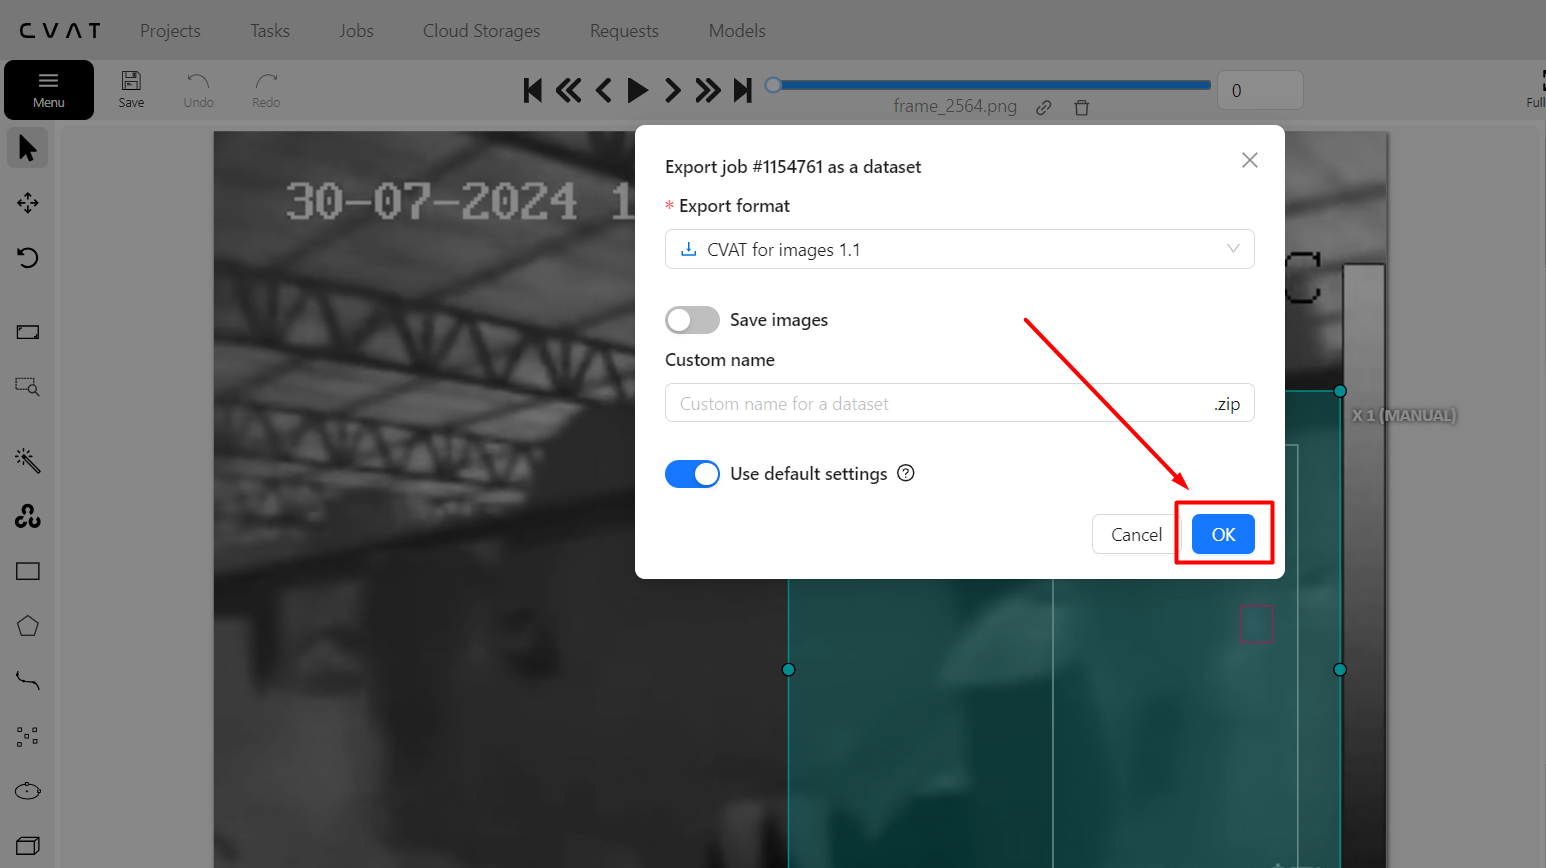 CVAT Projects Tasks Jobs Cloud Storages Requests Models
Menu Save Undo Redo 0 Full
frame_2564.png
30-07-2024 1
Export job #1154761 as a dataset
* Export format
CVAT for images 1.1
C
Save images
Custom name
Custom name for a dataset .zip
X 1 (MANUAL)
Use default settings
Cancel OK